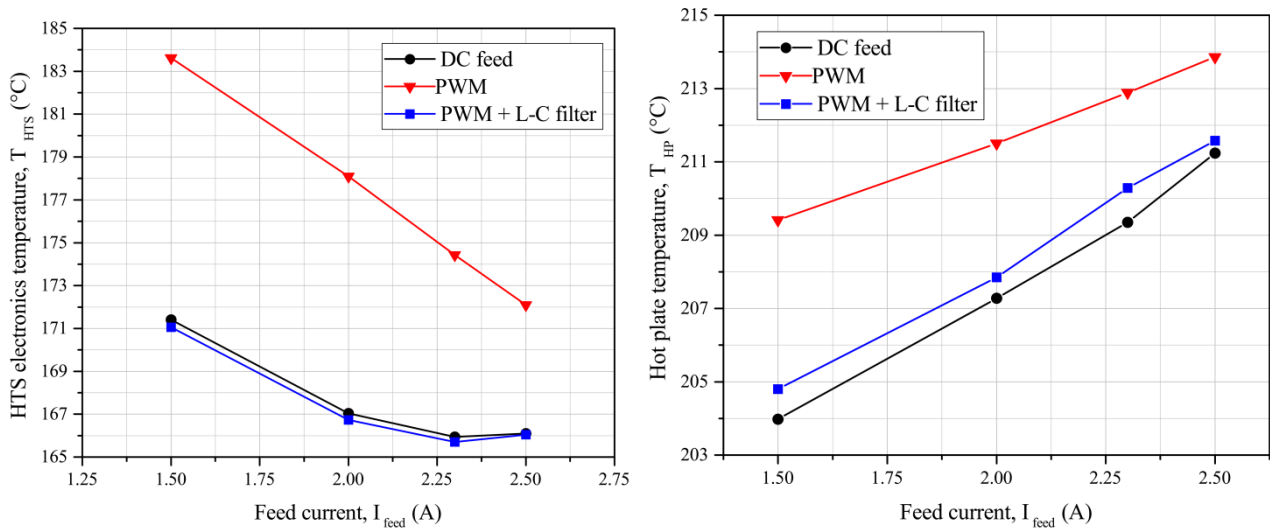 HTS electronics temperature, T HTS (°C)
185
183
181
179
177
175
173
171
169
167
165
DC feed
PWM
PWM + L-C filter
1.25 1.50 1.75 2.00 2.25 2.50 2.75
Feed current, I feed (A)
Hot plate temperature, T HP (°C)
215
213
211
209
207
205
203
DC feed
PWM
PWM + L-C filter
1.50 1.75 2.00 2.25 2.50
Feed current, I feed (A)